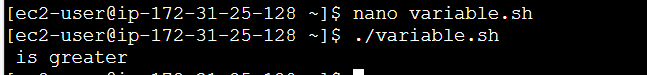 [ec2-user@ip-172-31-25-128 ~]$ nano variable.sh
[ec2-user@ip-172-31-25-128 ~]$ ./variable.sh
 is greater